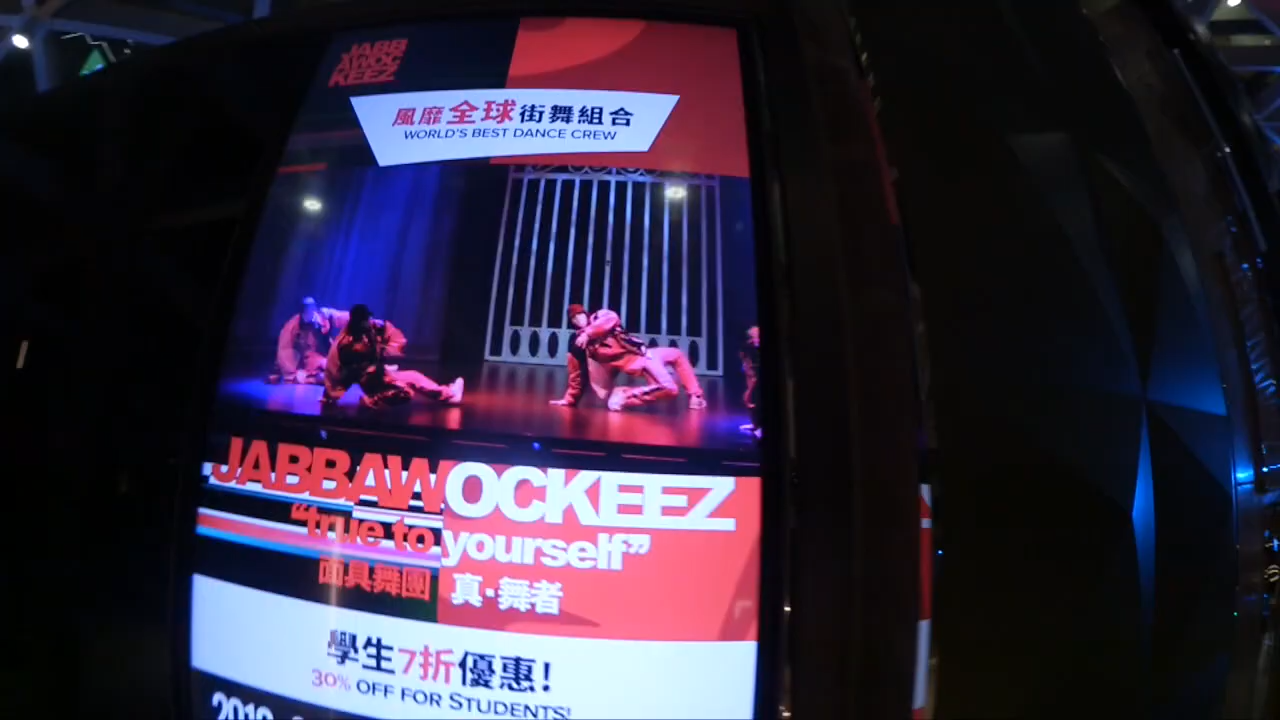 JABB
AWOC
KEEZ
風靡全球街舞組合
WORLD'S BEST DANCE CREW
JABBAWOCKEEZ
"true to yourself"
面具舞團 真·舞者
學生7折優惠!
30% OFF FOR STUDENTS!